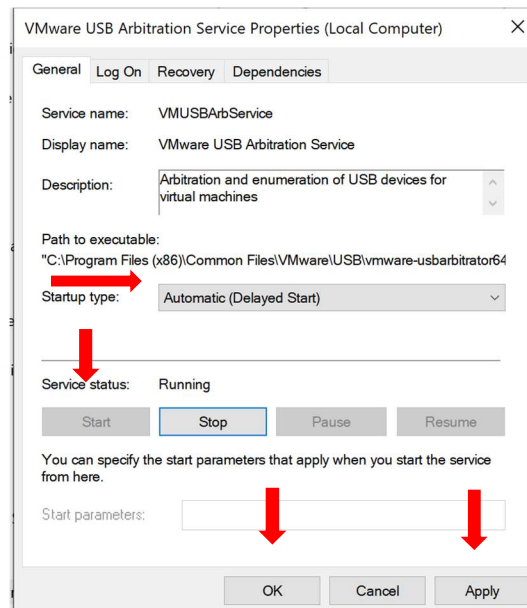 VMware USB Arbitration Service Properties (Local Computer)
General Log On Recovery Dependencies
Service name: VMUSBArbService
Display name: VMware USB Arbitration Service
Description: Arbitration and enumeration of USB devices for
virtual machines
Path to executable:
"C:\Program Files (x86)\Common Files\VMware\USB\vmware-usbarbitrator64
Startup type: Automatic (Delayed Start)
Service status: Running
Start Stop Pause Resume
You can specify the start parameters that apply when you start the service
from here.
Start parameters:
OK Cancel Apply